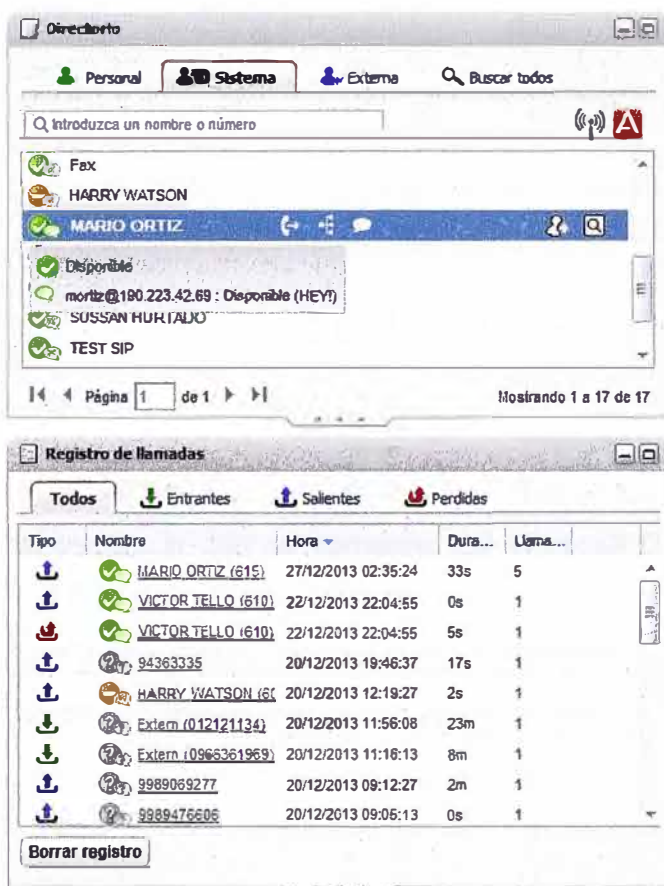 Directorio
Personal Sistema Externa Buscar todos
Introduzca un nombre o número
Fax
HARRY WATSON
MARIO ORTIZ
Disponible
mortiz@190.223.42.69 : Disponible (HEY!)
SUSSAN HURTADO
TEST SIP
Página 1 de 1 Mostrando 1 a 17 de 17
Registro de llamadas
Todos Entrantes Salientes Perdidas
Tipo Nombre Hora Dura... Llama...
MARIO ORTIZ (615) 27/12/2013 02:35:24 33s 5
VICTOR TELLO (610) 22/12/2013 22:04:55 0s 1
VICTOR TELLO (610) 22/12/2013 22:04:55 5s 1
94363335 20/12/2013 19:46:37 17s 1
HARRY WATSON (60 20/12/2013 12:19:27 2s 1
Extern (012121134) 20/12/2013 11:56:08 23m 1
Extern (0966361969) 20/12/2013 11:16:13 8m 1
9989069277 20/12/2013 09:12:27 2m 1
9989476606 20/12/2013 09:05:13 0s 1
Borrar registro